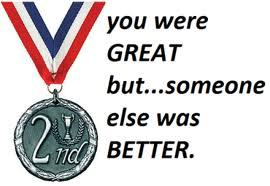 you were
GREAT
but...someone
else was
BETTER.
2nd